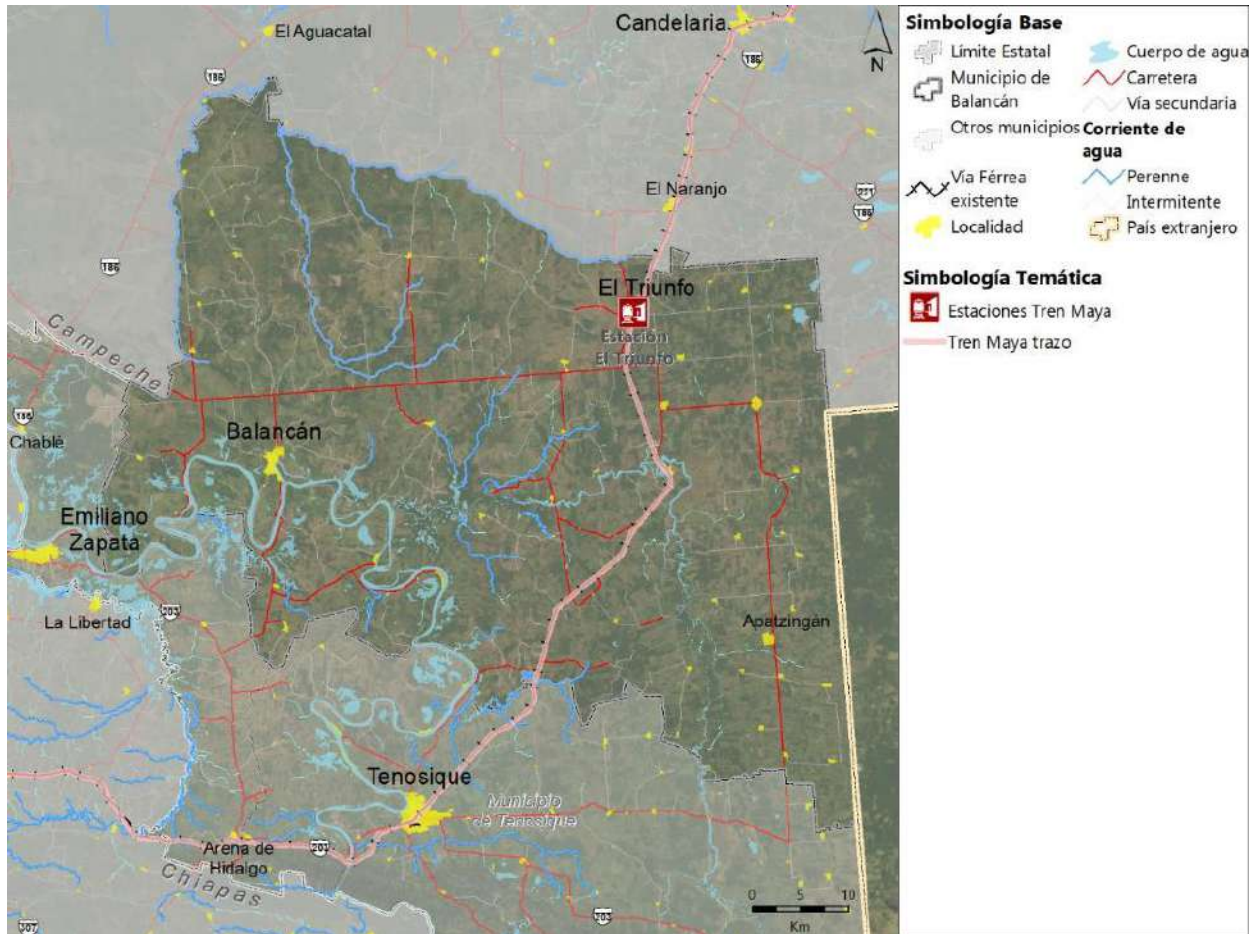 Candelaria
El Aguacatal
186
186
N
El Naranjo
221
186
186
El Triunfo
Estación
El Triunfo
Campeche
186
Chablé
Balancán
Emiliano
Zapata
La Libertad
203
Apatzingán
Tenosique
Municipio
de Tenosique
Arena de
Hidalgo
203
Chiapas
203
307
0 5 10
Km
Simbología Base
Límite Estatal
Municipio de
Balancán
Otros municipios
Vía Férrea
existente
Localidad
Cuerpo de agua
Carretera
Vía secundaria
Corriente de
agua
Perenne
Intermitente
País extranjero
Simbología Temática
Estaciones Tren Maya
Tren Maya trazo